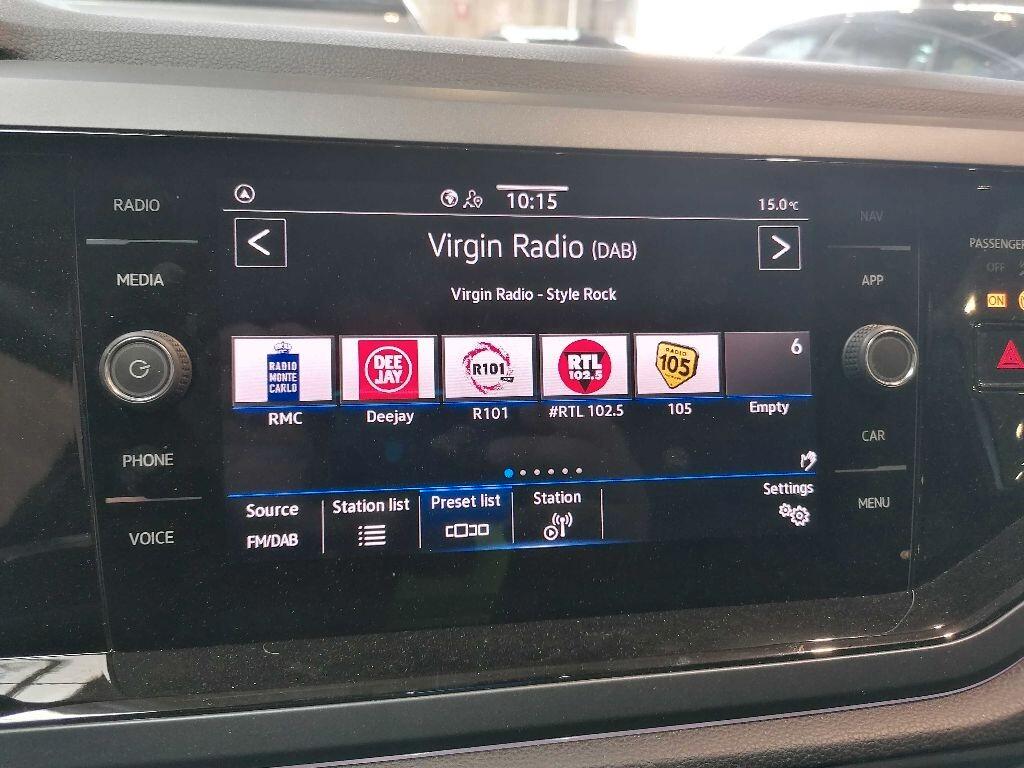 RADIO
MEDIA
PHONE
VOICE
10:15
15.0°C
Virgin Radio (DAB)
Virgin Radio - Style Rock
RADIO
MONTE
CARLO
DEE
JAY
R101
RTL
102.5
RADIO
105
6
RMC
Deejay
R101
#RTL 102.5
105
Empty
Source
FM/DAB
Station list
Preset list
Station
Settings
NAV
APP
CAR
MENU
PASSENGER
OFF
ON